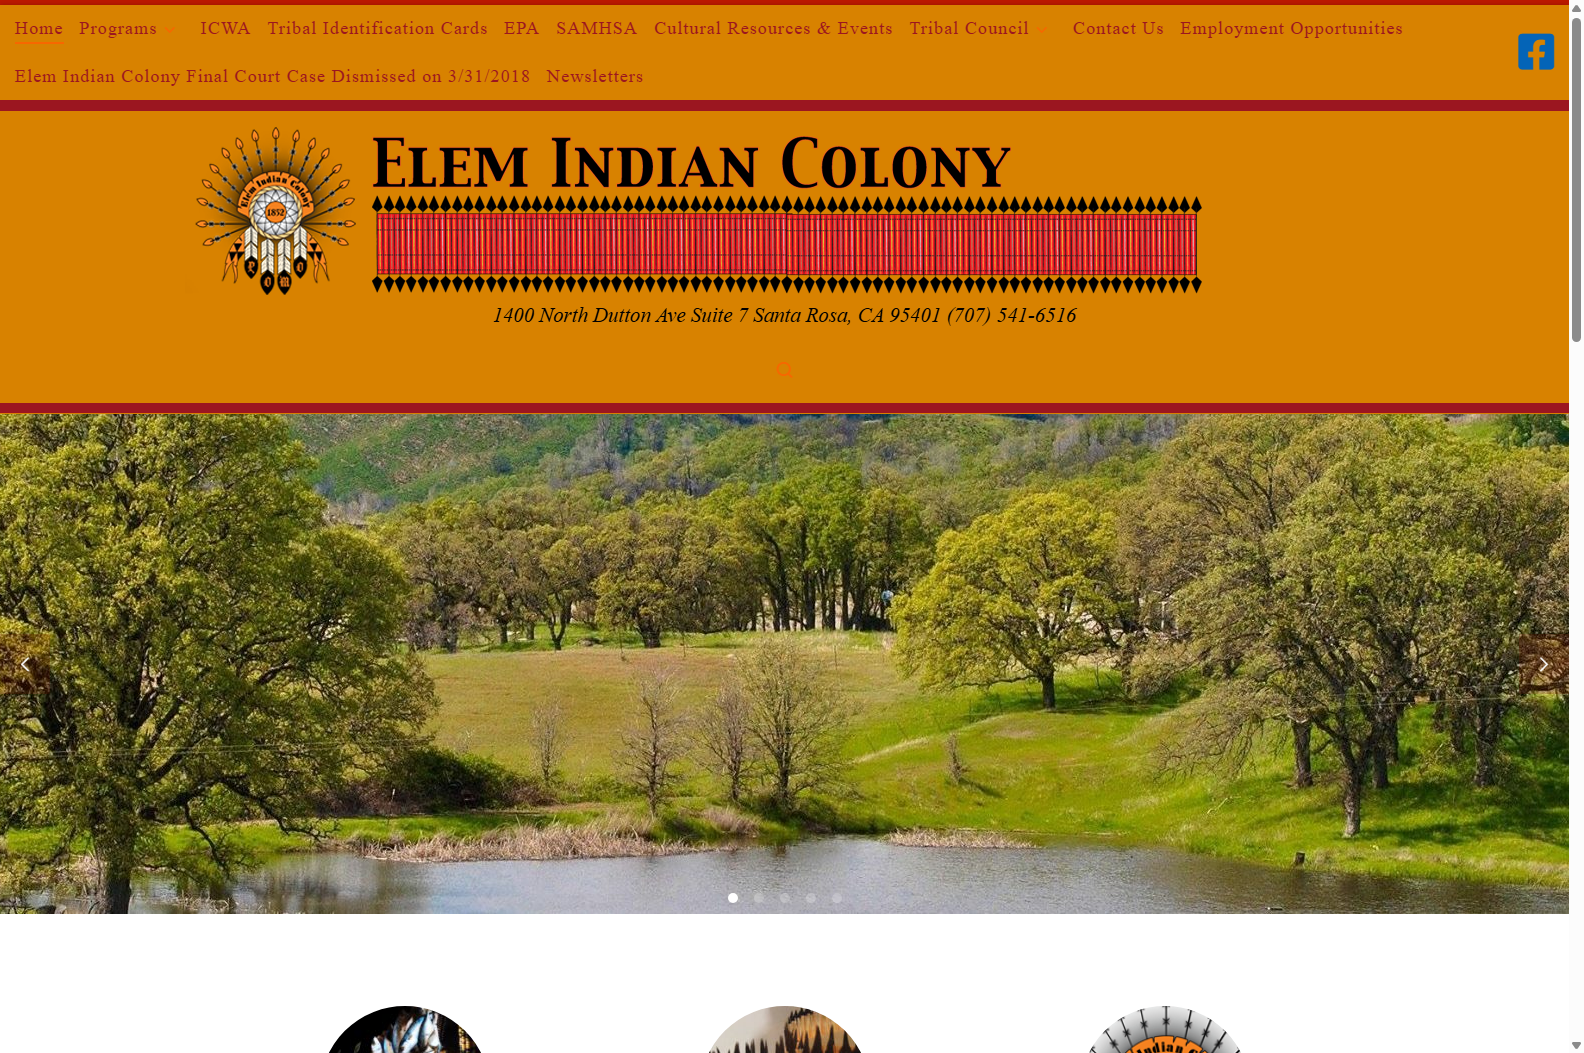 Home Programs ICWA Tribal Identification Cards EPA SAMHSA Cultural Resources & Events Tribal Council Contact Us Employment Opportunities
Elem Indian Colony Final Court Case Dismissed on 3/31/2018 Newsletters
Elem Indian Colony
Elem Indian Colony
1852
P O M O
1400 North Dutton Ave Suite 7 Santa Rosa, CA 95401 (707) 541-6516